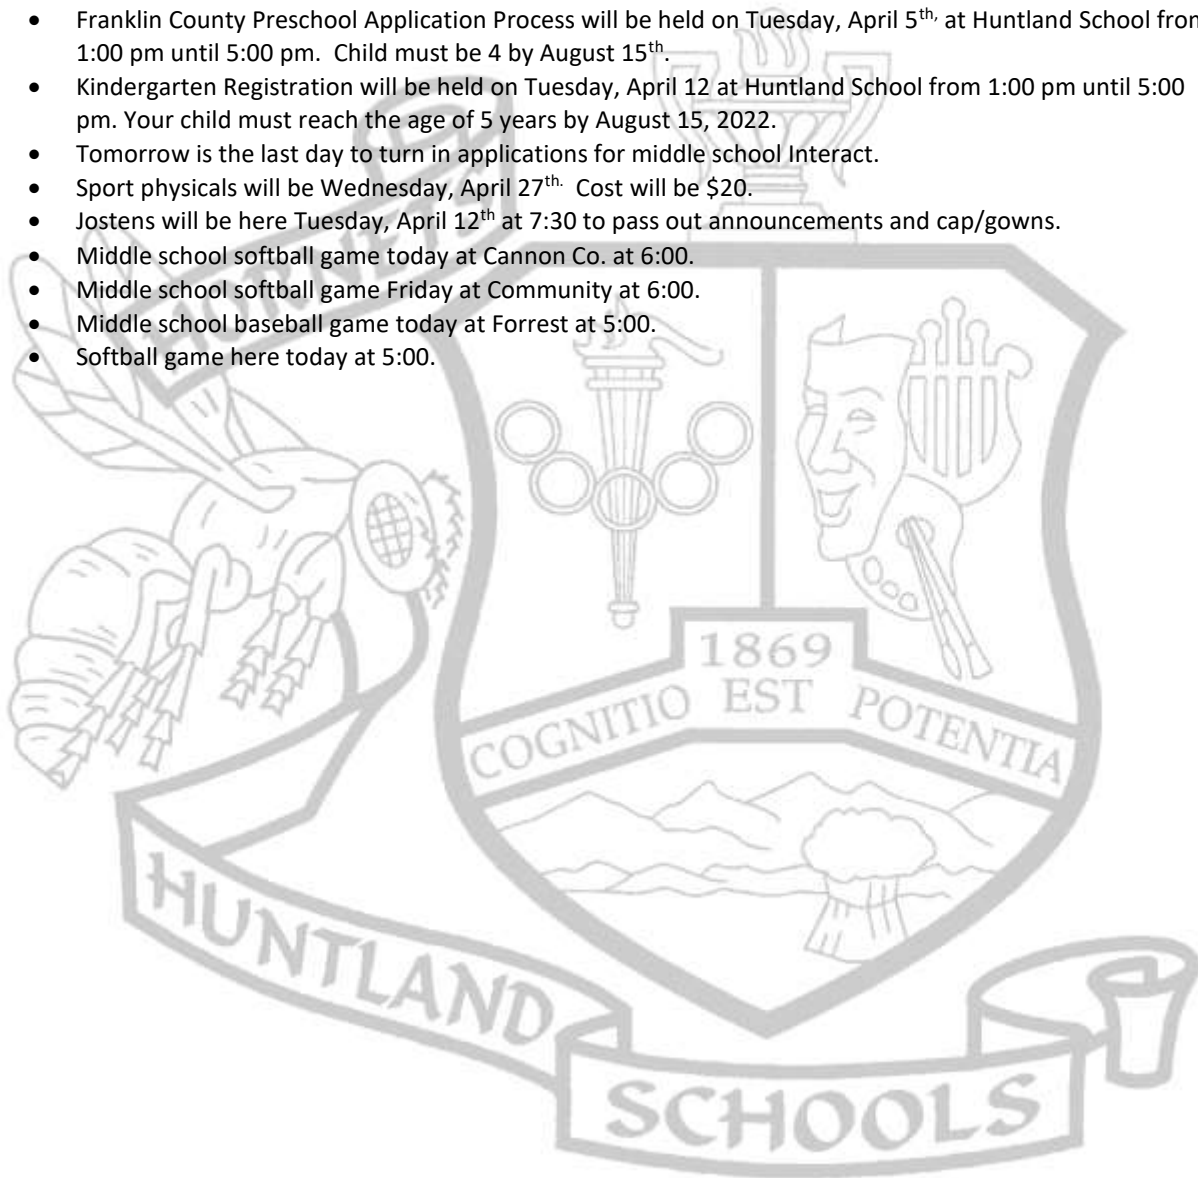 • Franklin County Preschool Application Process will be held on Tuesday, April 5th, at Huntland School from
1:00 pm until 5:00 pm. Child must be 4 by August 15th.
• Kindergarten Registration will be held on Tuesday, April 12 at Huntland School from 1:00 pm until 5:00
pm. Your child must reach the age of 5 years by August 15, 2022.
• Tomorrow is the last day to turn in applications for middle school Interact.
• Sport physicals will be Wednesday, April 27th. Cost will be $20.
• Jostens will be here Tuesday, April 12th at 7:30 to pass out announcements and cap/gowns.
• Middle school softball game today at Cannon Co. at 6:00.
• Middle school softball game Friday at Community at 6:00.
• Middle school baseball game today at Forrest at 5:00.
• Softball game here today at 5:00.
HORNETS
1869
COGNITIO EST POTENTIA
HUNTLAND
SCHOOLS